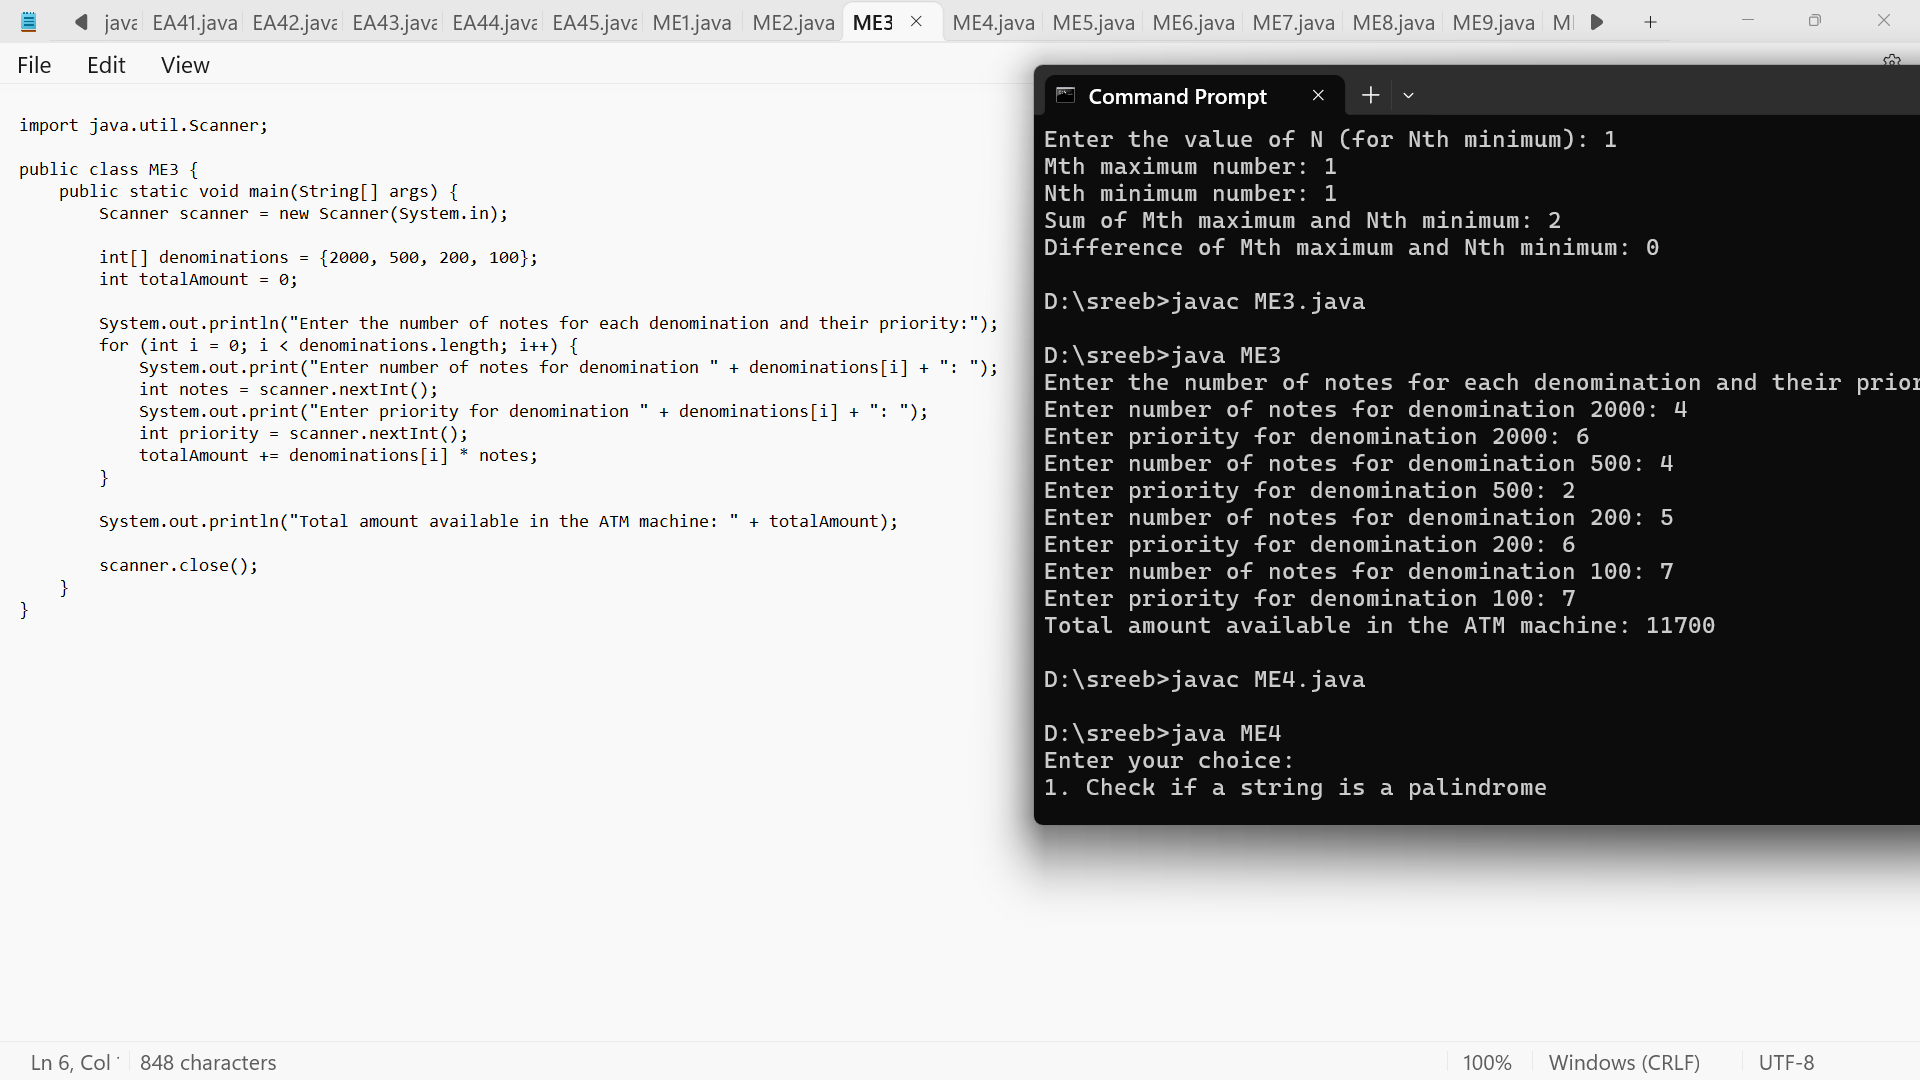 java EA41.java EA42.java EA43.java EA44.java EA45.java ME1.java ME2.java ME3 ME4.java ME5.java ME6.java ME7.java ME8.java ME9.java
File Edit View
import java.util.Scanner;
public class ME3 {
public static void main(String[] args) {
Scanner scanner = new Scanner(System.in);
int[] denominations = {2000, 500, 200, 100};
int totalAmount = 0;
System.out.println("Enter the number of notes for each denomination and their priority:");
for (int i = 0; i < denominations.length; i++) {
System.out.print("Enter number of notes for denomination " + denominations[i] + ": ");
int notes = scanner.nextInt();
System.out.print("Enter priority for denomination " + denominations[i] + ": ");
int priority = scanner.nextInt();
totalAmount += denominations[i] * notes;
}
System.out.println("Total amount available in the ATM machine: " + totalAmount);
scanner.close();
}
}
Command Prompt
Enter the value of N (for Nth minimum): 1
Mth maximum number: 1
Nth minimum number: 1
Sum of Mth maximum and Nth minimum: 2
Difference of Mth maximum and Nth minimum: 0
D:\sreeb>javac ME3.java
D:\sreeb>java ME3
Enter the number of notes for each denomination and their prior
Enter number of notes for denomination 2000: 4
Enter priority for denomination 2000: 6
Enter number of notes for denomination 500: 4
Enter priority for denomination 500: 2
Enter number of notes for denomination 200: 5
Enter priority for denomination 200: 6
Enter number of notes for denomination 100: 7
Enter priority for denomination 100: 7
Total amount available in the ATM machine: 11700
D:\sreeb>javac ME4.java
D:\sreeb>java ME4
Enter your choice:
1. Check if a string is a palindrome
Ln 6, Col 848 characters 100% Windows (CRLF) UTF-8